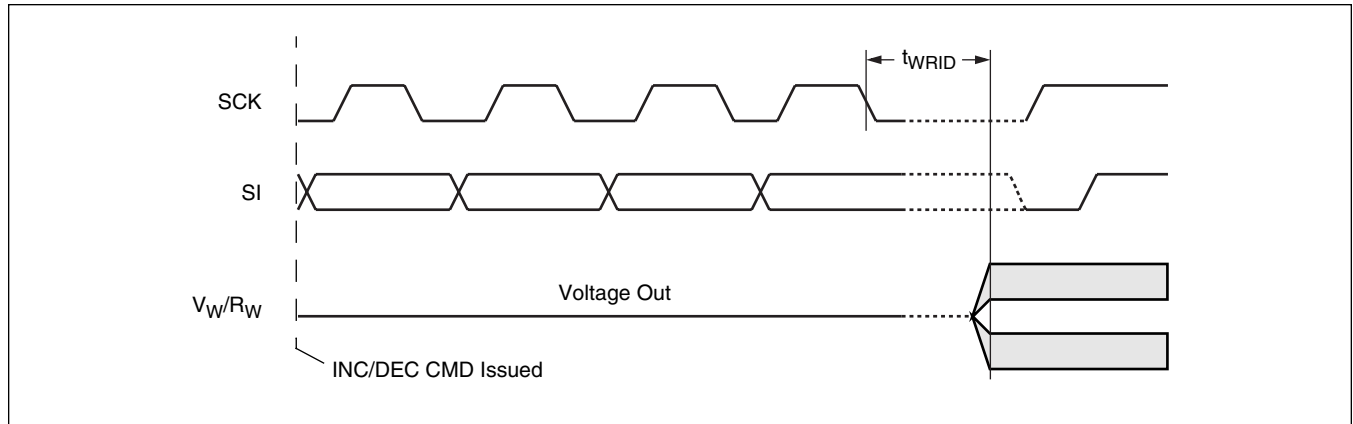 tWRID
SCK
SI
Voltage Out
VW/RW
INC/DEC CMD Issued